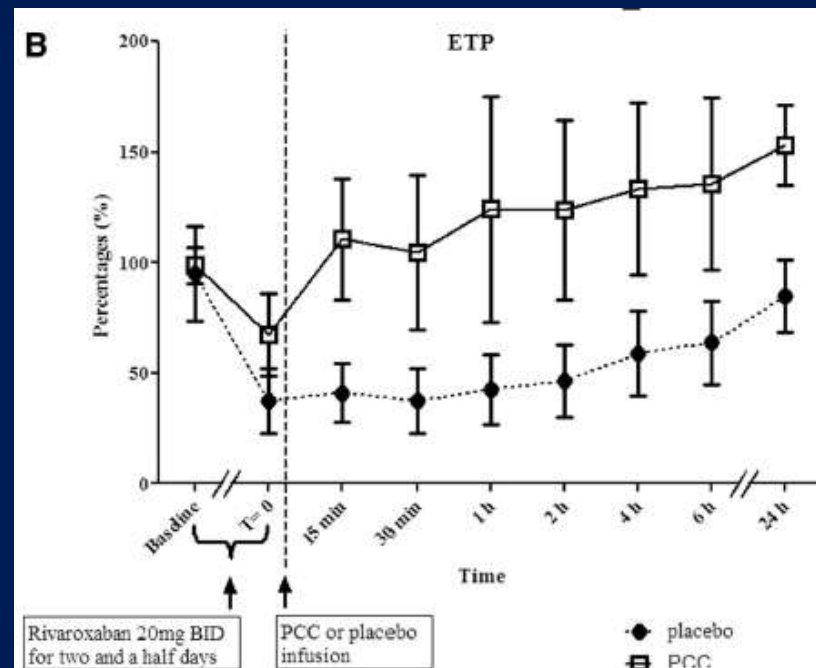 B
ETP
200
150
100
50
0
Percentages (%)
Baseline
T= 0
15 min
30 min
1 h
2 h
4 h
6 h
24 h
Time
Rivaroxaban 20mg BID
for two and a half days
PCC or placebo
infusion
placebo
PCC